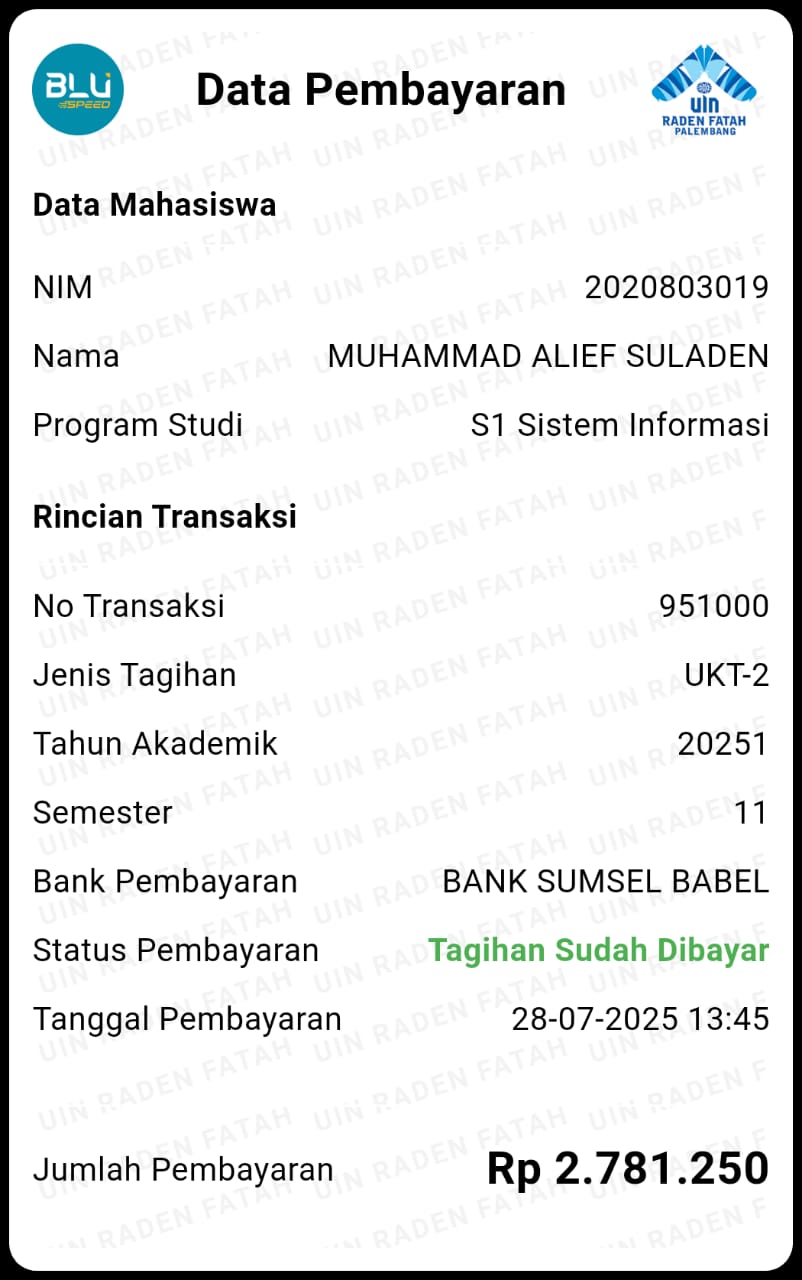 BLU
SPEED
Data Pembayaran
uin
RADEN FATAH
PALEMBANG
Data Mahasiswa
NIM 2020803019
Nama MUHAMMAD ALIEF SULADEN
Program Studi S1 Sistem Informasi
Rincian Transaksi
No Transaksi 951000
Jenis Tagihan UKT-2
Tahun Akademik 20251
Semester 11
Bank Pembayaran BANK SUMSEL BABEL
Status Pembayaran Tagihan Sudah Dibayar
Tanggal Pembayaran 28-07-2025 13:45
Jumlah Pembayaran Rp 2.781.250
UIN RADEN FATAH